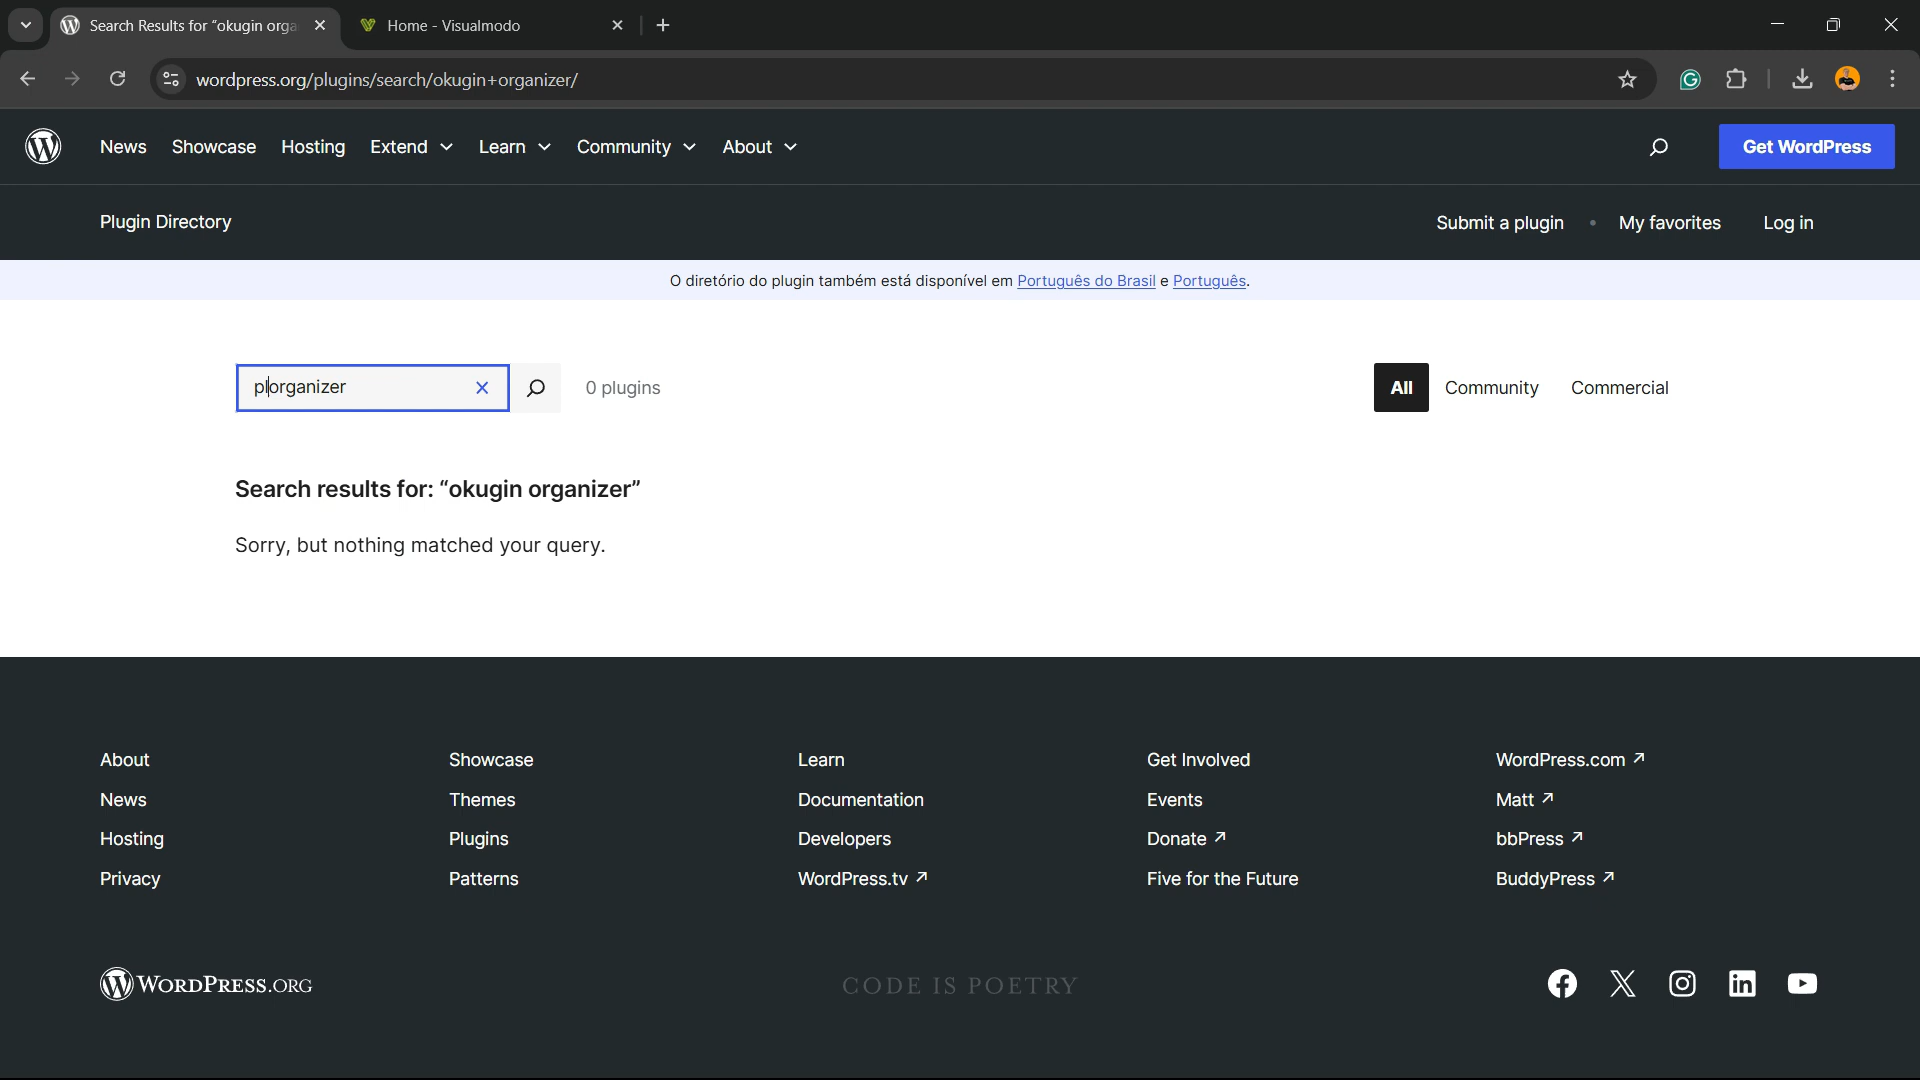 Search Results for “okugin orga
Home - Visualmodo
wordpress.org/plugins/search/okugin+organizer/
News Showcase Hosting Extend Learn Community About Get WordPress
Plugin Directory Submit a plugin • My favorites Log in
O diretório do plugin também está disponível em Português do Brasil e Português.
plorganizer 0 plugins All Community Commercial
Search results for: “okugin organizer”
Sorry, but nothing matched your query.
About Showcase Learn Get Involved WordPress.com ↗
News Themes Documentation Events Matt ↗
Hosting Plugins Developers Donate ↗ bbPress ↗
Privacy Patterns WordPress.tv ↗ Five for the Future BuddyPress ↗
WORDPRESS.ORG CODE IS POETRY